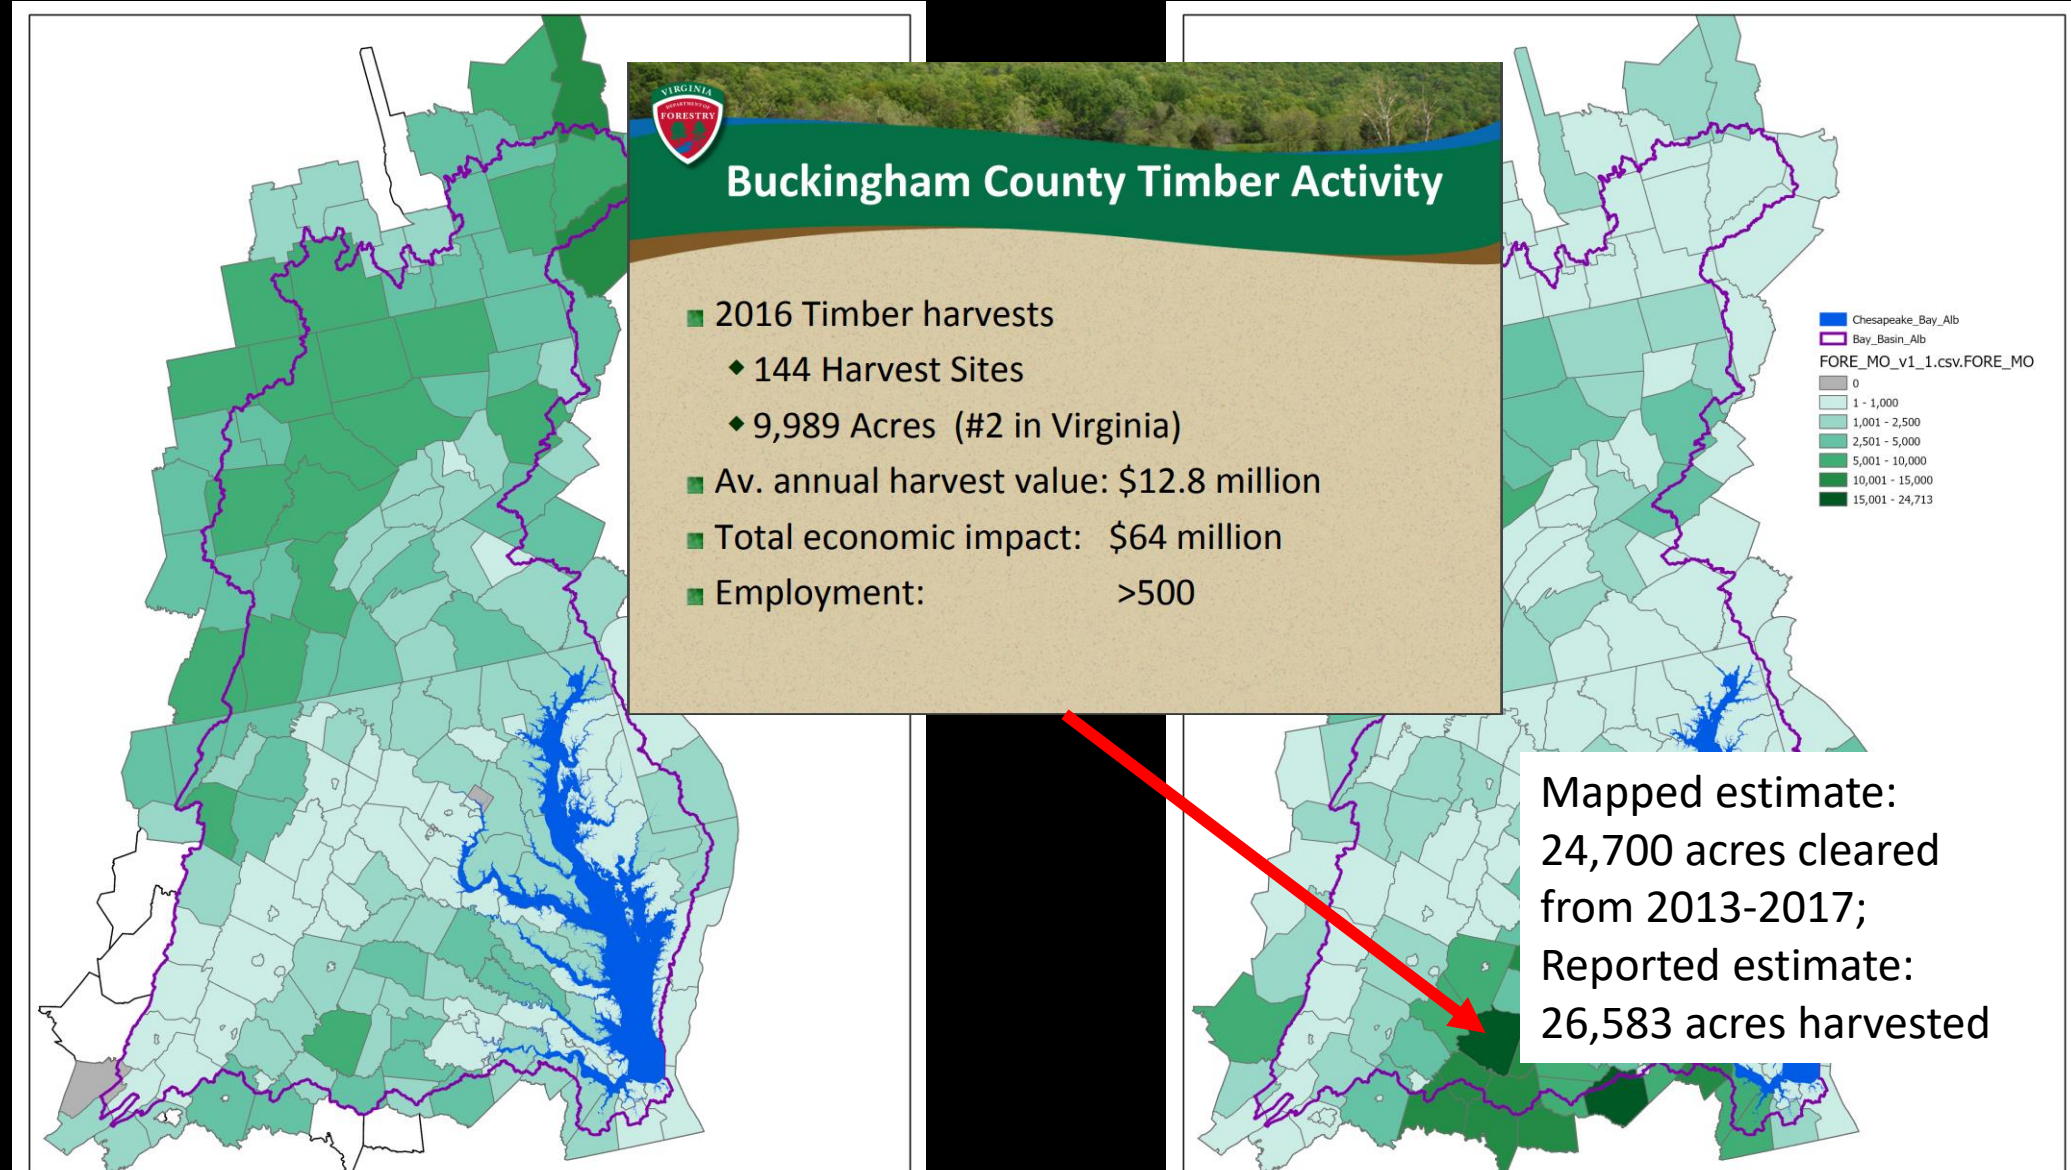 VIRGINIA
DEPARTMENT OF
FORESTRY
Buckingham County Timber Activity
2016 Timber harvests
144 Harvest Sites
9,989 Acres (#2 in Virginia)
Av. annual harvest value: $12.8 million
Total economic impact: $64 million
Employment: >500
Chesapeake_Bay_Alb
Bay_Basin_Alb
FORE_MO_v1_1.csv.FORE_MO
0
1 - 1,000
1,001 - 2,500
2,501 - 5,000
5,001 - 10,000
10,001 - 15,000
15,001 - 24,713
Mapped estimate:
24,700 acres cleared
from 2013-2017;
Reported estimate:
26,583 acres harvested